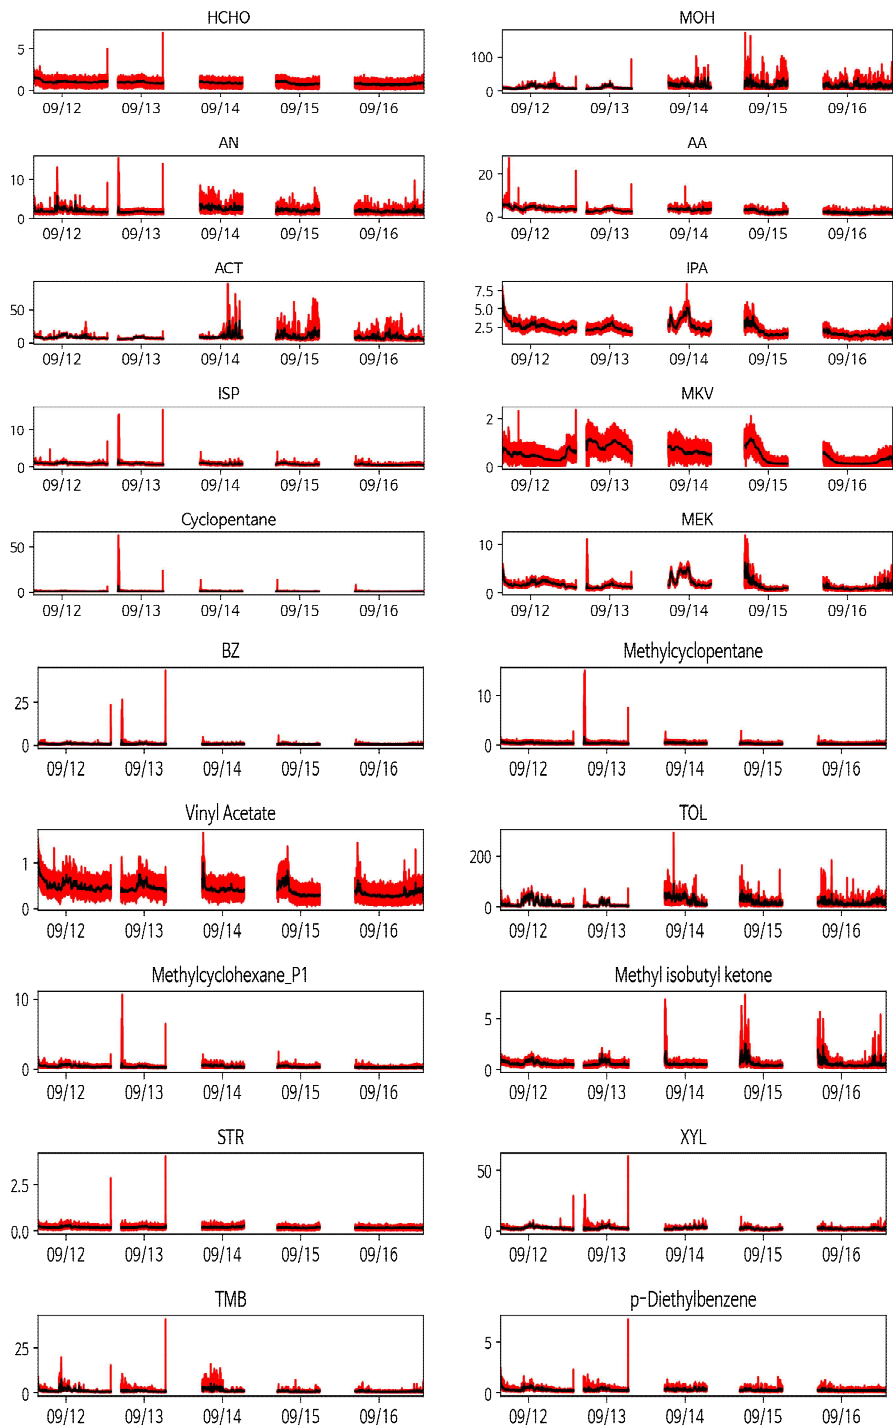 HCHO
5
0
09/12 09/13 09/14 09/15 09/16
MOH
100
0
09/12 09/13 09/14 09/15 09/16
AN
10
0
09/12 09/13 09/14 09/15 09/16
AA
20
0
09/12 09/13 09/14 09/15 09/16
ACT
50
0
09/12 09/13 09/14 09/15 09/16
IPA
7.5
5.0
2.5
09/12 09/13 09/14 09/15 09/16
ISP
10
0
09/12 09/13 09/14 09/15 09/16
MKV
2
0
09/12 09/13 09/14 09/15 09/16
Cyclopentane
50
0
09/12 09/13 09/14 09/15 09/16
MEK
10
0
09/12 09/13 09/14 09/15 09/16
BZ
25
0
09/12 09/13 09/14 09/15 09/16
Methylcyclopentane
10
0
09/12 09/13 09/14 09/15 09/16
Vinyl Acetate
1
0
09/12 09/13 09/14 09/15 09/16
TOL
200
0
09/12 09/13 09/14 09/15 09/16
Methylcyclohexane_P1
10
0
09/12 09/13 09/14 09/15 09/16
Methyl isobutyl ketone
5
0
09/12 09/13 09/14 09/15 09/16
STR
2.5
0.0
09/12 09/13 09/14 09/15 09/16
XYL
50
0
09/12 09/13 09/14 09/15 09/16
TMB
25
0
09/12 09/13 09/14 09/15 09/16
p-Diethylbenzene
5
0
09/12 09/13 09/14 09/15 09/16